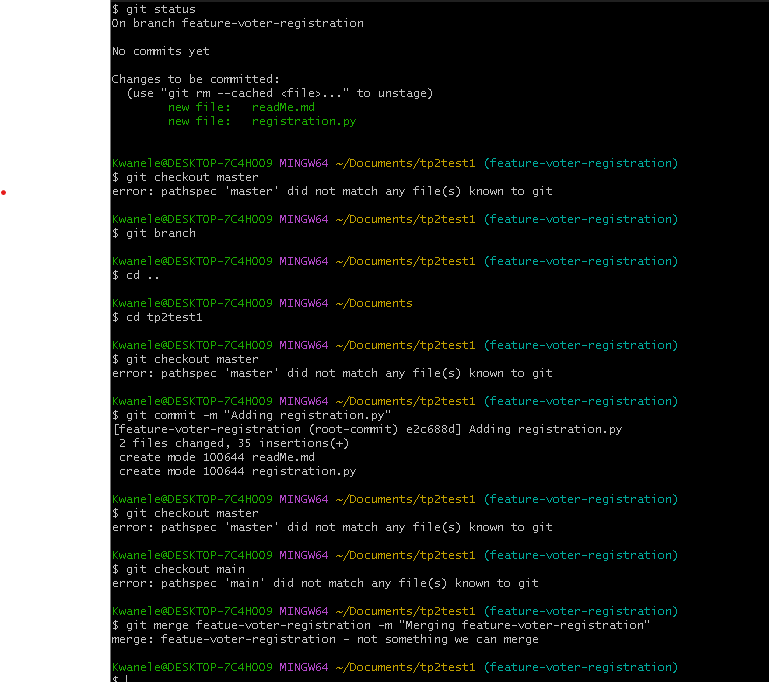 $ git status
On branch feature-voter-registration
No commits yet
Changes to be committed:
(use "git rm --cached <file>..." to unstage)
new file:   readMe.md
new file:   registration.py
Kwanele@DESKTOP-7C4HOO9 MINGW64 ~/Documents/tp2test1 (feature-voter-registration)
$ git checkout master
error: pathspec 'master' did not match any file(s) known to git
Kwanele@DESKTOP-7C4HOO9 MINGW64 ~/Documents/tp2test1 (feature-voter-registration)
$ git branch
Kwanele@DESKTOP-7C4HOO9 MINGW64 ~/Documents/tp2test1 (feature-voter-registration)
$ cd ..
Kwanele@DESKTOP-7C4HOO9 MINGW64 ~/Documents
$ cd tp2test1
Kwanele@DESKTOP-7C4HOO9 MINGW64 ~/Documents/tp2test1 (feature-voter-registration)
$ git checkout master
error: pathspec 'master' did not match any file(s) known to git
Kwanele@DESKTOP-7C4HOO9 MINGW64 ~/Documents/tp2test1 (feature-voter-registration)
$ git commit -m "Adding registration.py"
[feature-voter-registration (root-commit) e2c688d] Adding registration.py
2 files changed, 35 insertions(+)
create mode 100644 readMe.md
create mode 100644 registration.py
Kwanele@DESKTOP-7C4HOO9 MINGW64 ~/Documents/tp2test1 (feature-voter-registration)
$ git checkout master
error: pathspec 'master' did not match any file(s) known to git
Kwanele@DESKTOP-7C4HOO9 MINGW64 ~/Documents/tp2test1 (feature-voter-registration)
$ git checkout main
error: pathspec 'main' did not match any file(s) known to git
Kwanele@DESKTOP-7C4HOO9 MINGW64 ~/Documents/tp2test1 (feature-voter-registration)
$ git merge featue-voter-registration -m "Merging feature-voter-registration"
merge: featue-voter-registration - not something we can merge
Kwanele@DESKTOP-7C4HOO9 MINGW64 ~/Documents/tp2test1 (feature-voter-registration)
$